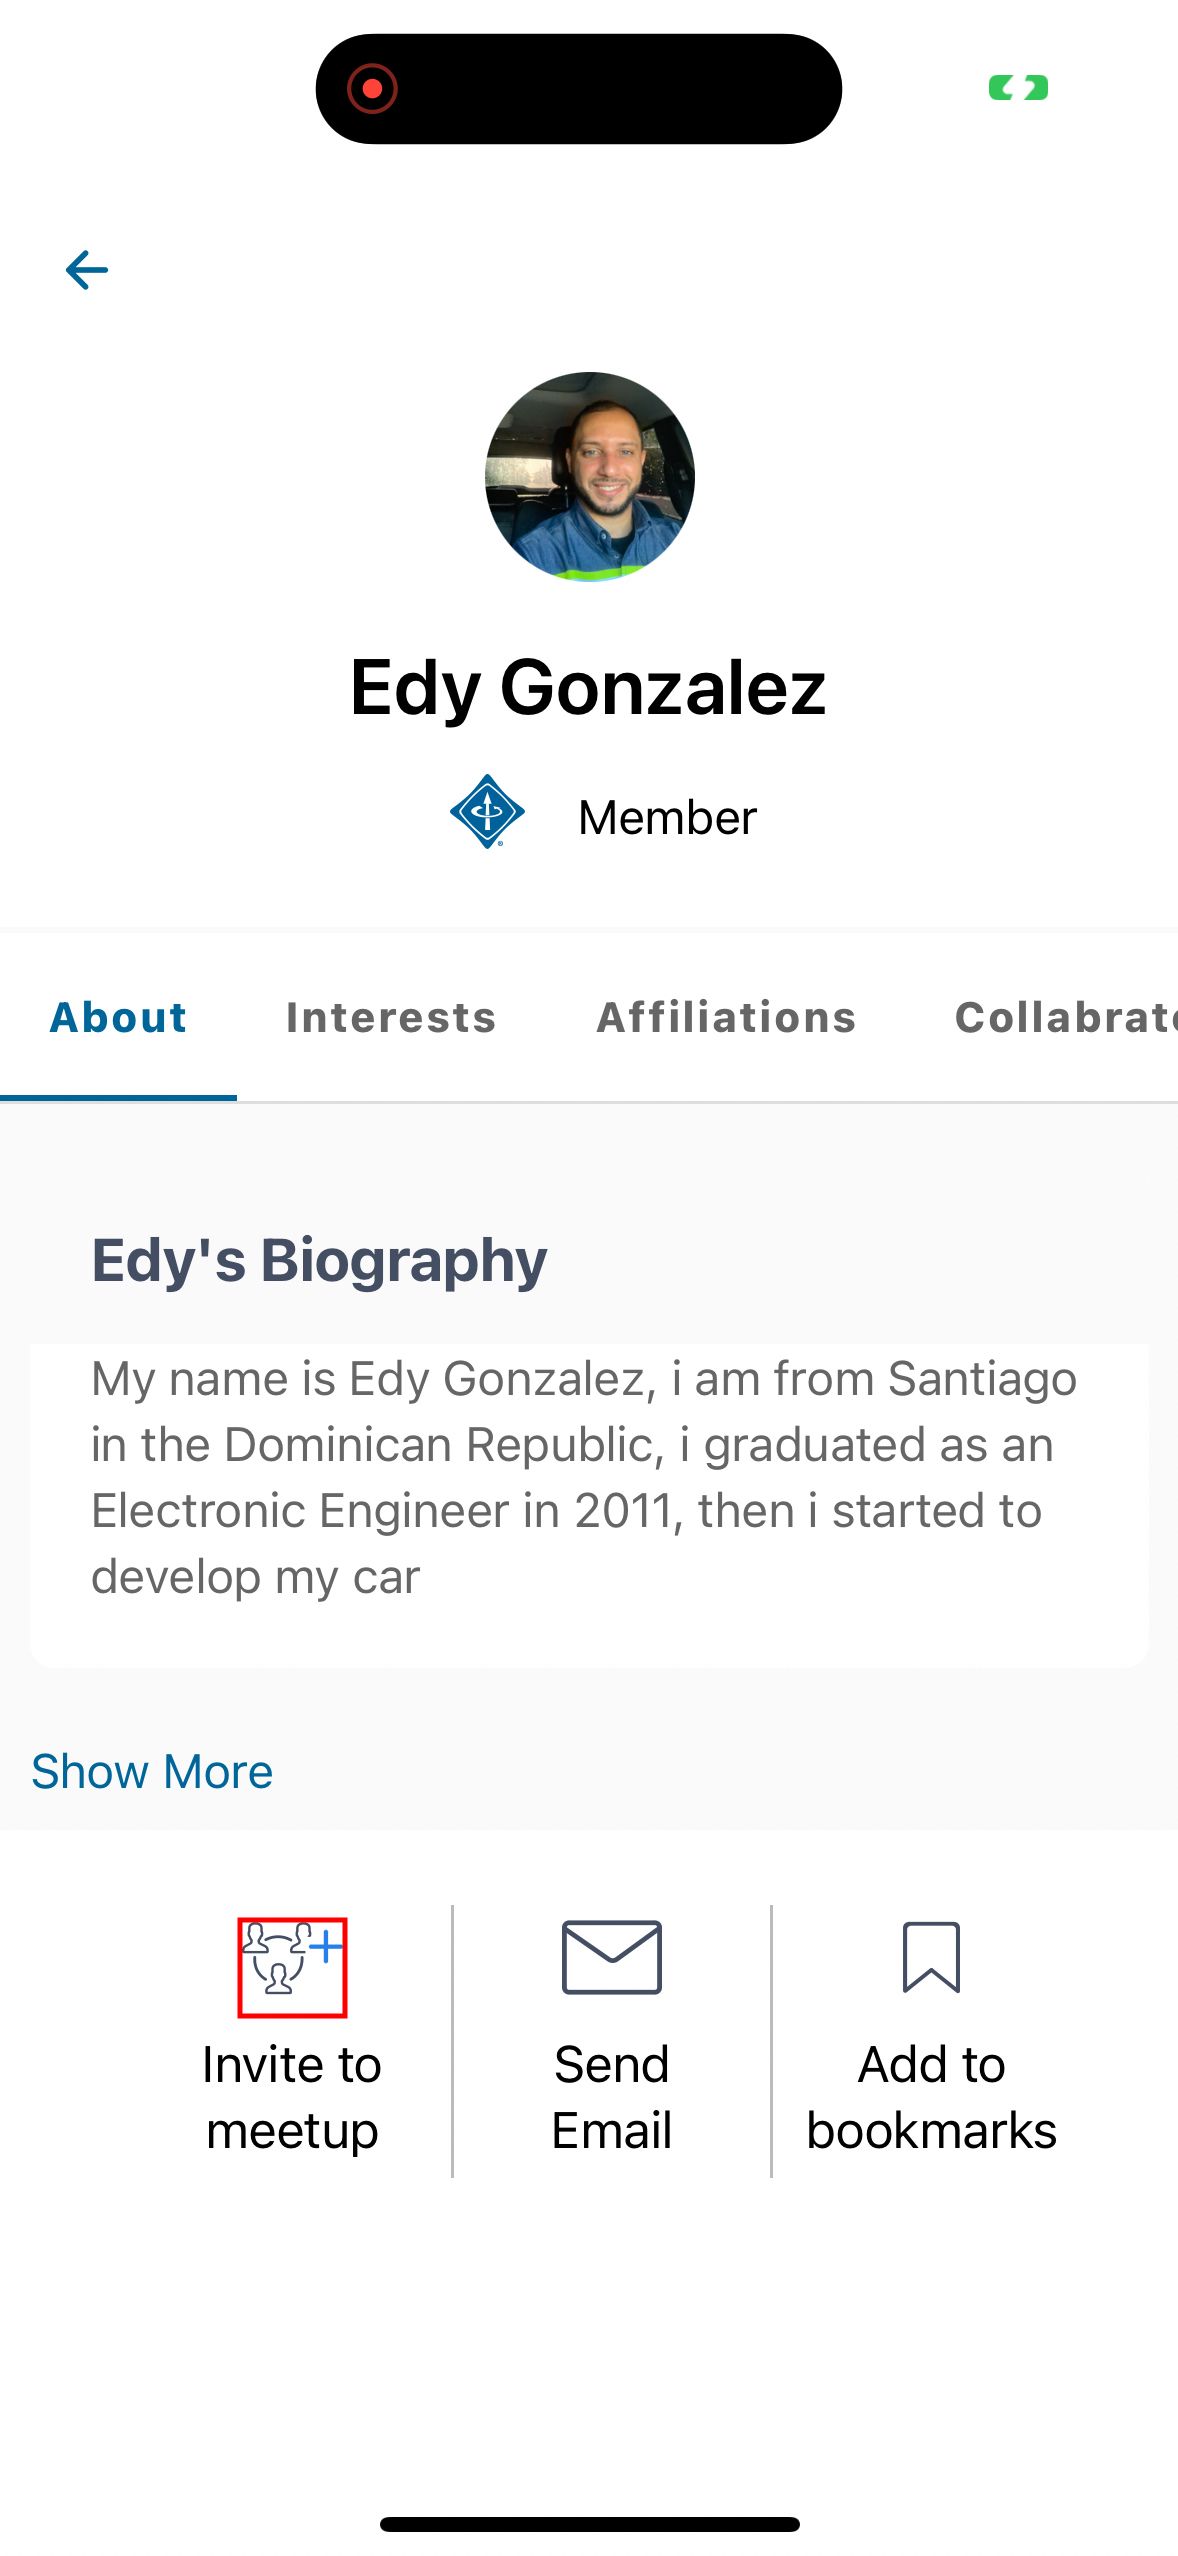 Edy Gonzalez
Member
About Interests Affiliations
Edy's Biography
My name is Edy Gonzalez, i am from Santiago
in the Dominican Republic, i graduated as an
Electronic Engineer in 2011, then i started to
develop my car
Show More
Invite to
meetup
Send
Email
Add to
bookmarks